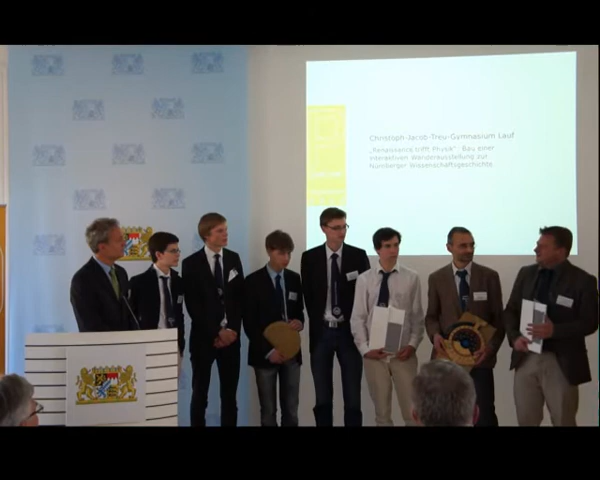 Christoph-Jacob-Treu-Gymnasium Lauf
„Renaissance trifft Physik“ : Bau einer
interaktiven Wanderausstellung zur
Nürnberger Wissenschaftsgeschichte